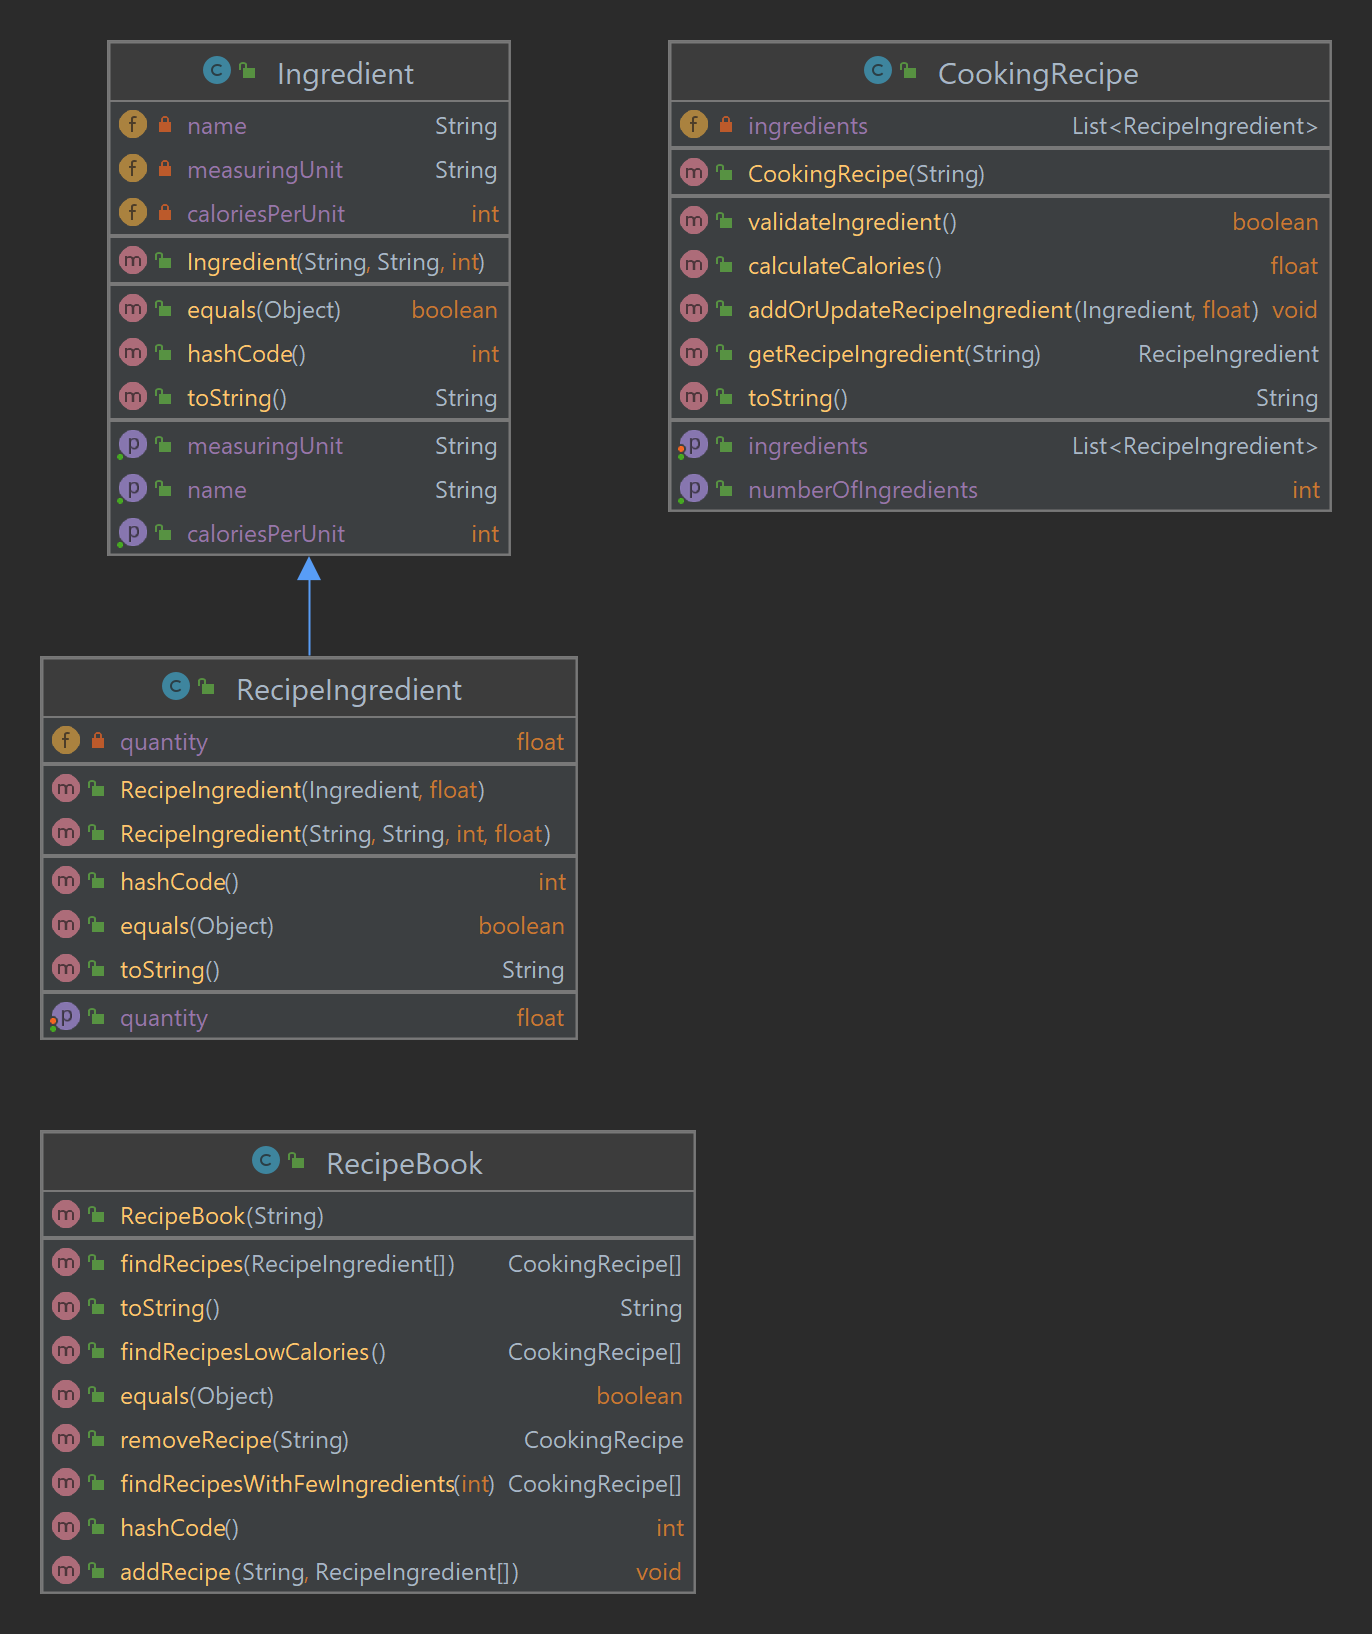 Ingredient
name String
measuringUnit String
caloriesPerUnit int
Ingredient(String, String, int)
equals(Object) boolean
hashCode() int
toString() String
measuringUnit String
name String
caloriesPerUnit int
CookingRecipe
ingredients List<RecipeIngredient>
CookingRecipe(String)
validateIngredient() boolean
calculateCalories() float
addOrUpdateRecipeIngredient(Ingredient, float) void
getRecipeIngredient(String) RecipeIngredient
toString() String
ingredients List<RecipeIngredient>
numberOfIngredients int
RecipeIngredient
quantity float
RecipeIngredient(Ingredient, float)
RecipeIngredient(String, String, int, float)
hashCode() int
equals(Object) boolean
toString() String
quantity float
RecipeBook
RecipeBook(String)
findRecipes(RecipeIngredient[]) CookingRecipe[]
toString() String
findRecipesLowCalories() CookingRecipe[]
equals(Object) boolean
removeRecipe(String) CookingRecipe
findRecipesWithFewIngredients(int) CookingRecipe[]
hashCode() int
addRecipe(String, RecipeIngredient[]) void